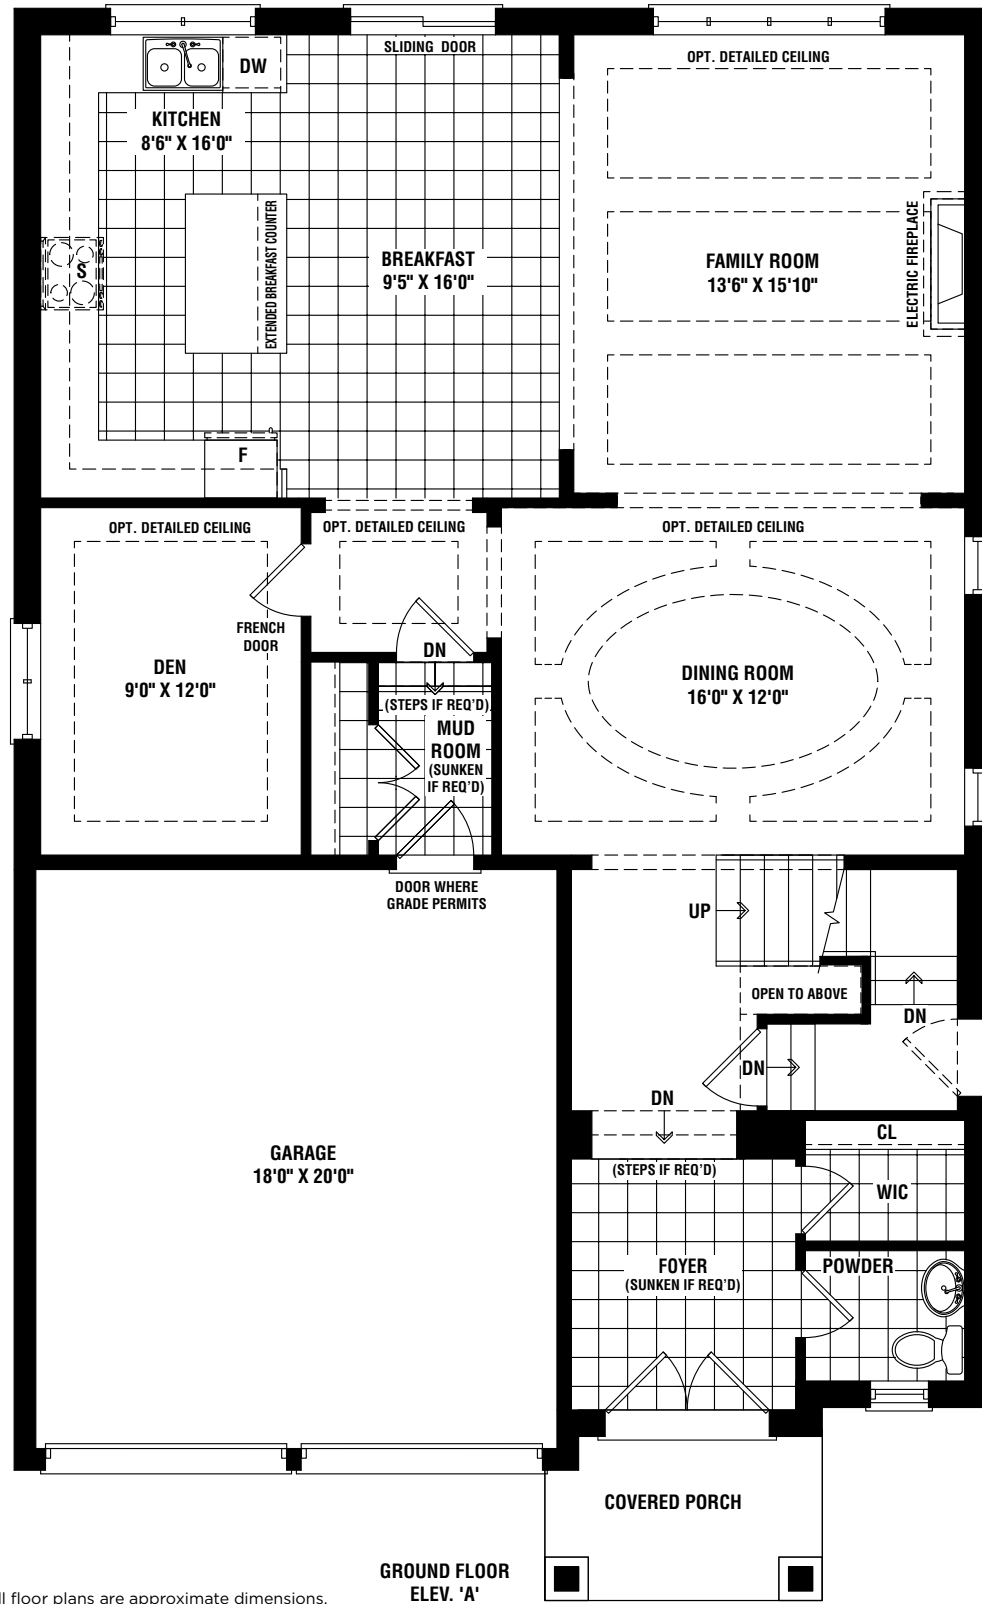 SLIDING DOOR
OPT. DETAILED CEILING
DW
KITCHEN
8'6" X 16'0"
S
EXTENDED BREAKFAST COUNTER
BREAKFAST
9'5" X 16'0"
FAMILY ROOM
13'6" X 15'10"
ELECTRIC FIREPLACE
F
OPT. DETAILED CEILING
OPT. DETAILED CEILING
OPT. DETAILED CEILING
FRENCH
DOOR
DEN
9'0" X 12'0"
DN
(STEPS IF REQ'D)
MUD
ROOM
(SUNKEN
IF REQ'D)
DINING ROOM
16'0" X 12'0"
DOOR WHERE
GRADE PERMITS
UP
OPEN TO ABOVE
DN
DN
DN
(STEPS IF REQ'D)
CL
WIC
GARAGE
18'0" X 20'0"
FOYER
(SUNKEN IF REQ'D)
POWDER
COVERED PORCH
GROUND FLOOR
ELEV. 'A'
floor plans are approximate dimensions.